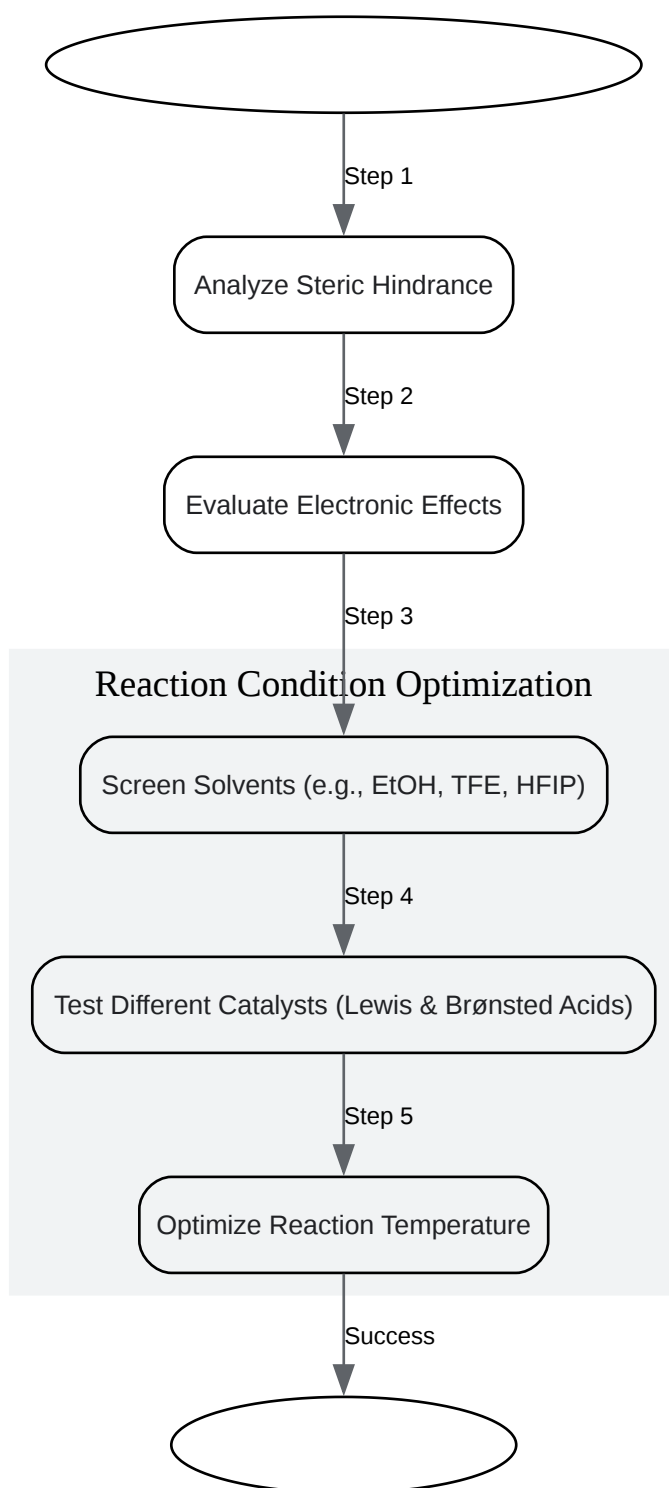 Step 1
Analyze Steric Hindrance
Step 2
Evaluate Electronic Effects
Step 3
Reaction Condition Optimization
Screen Solvents (e.g., EtOH, TFE, HFIP)
Step 4
Test Different Catalysts (Lewis & Brønsted Acids)
Step 5
Optimize Reaction Temperature
Success